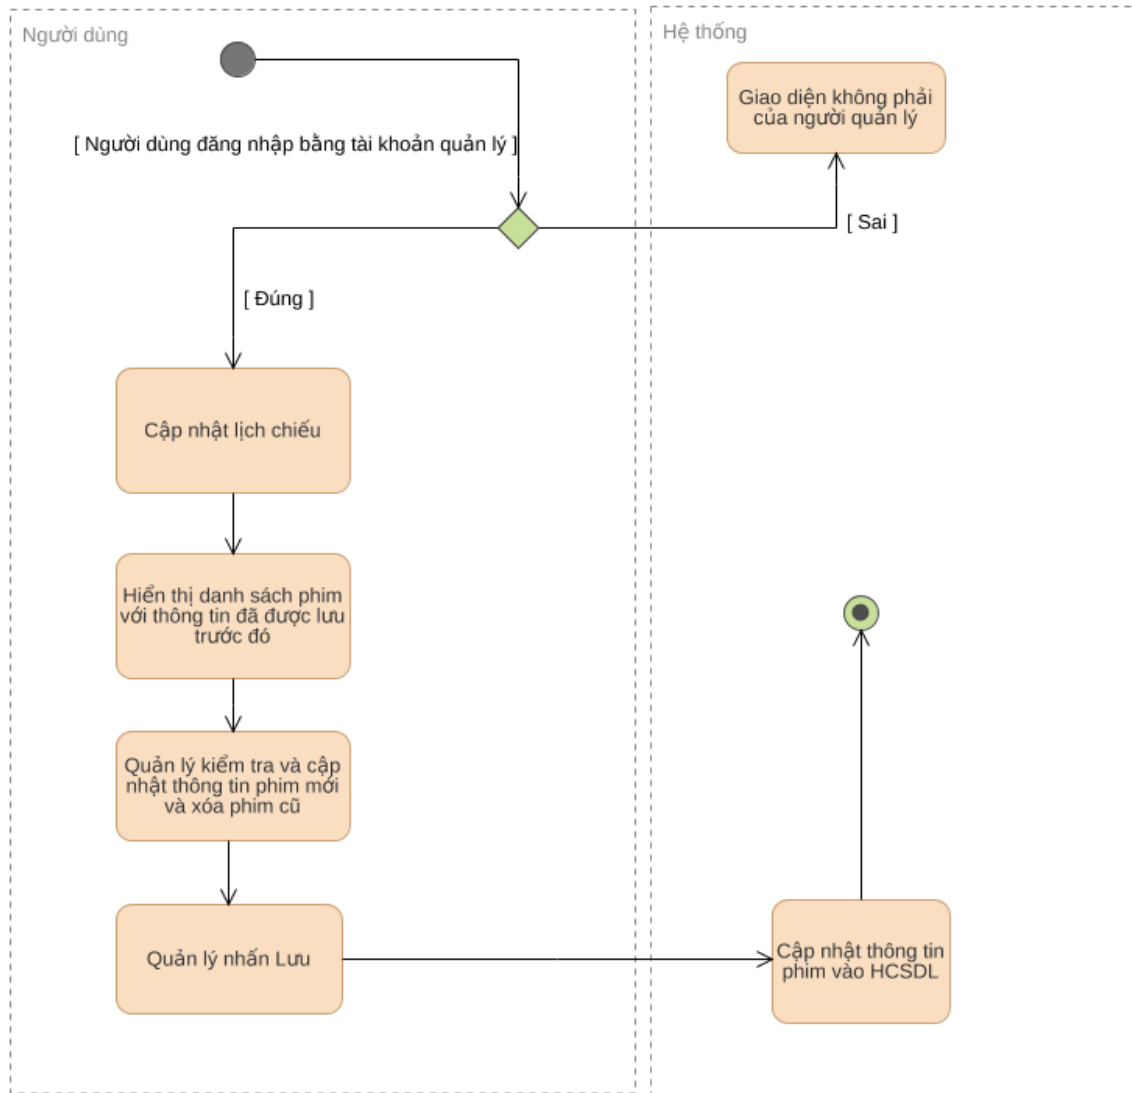 Người dùng
Hệ thống
Giao diện không phải
của người quản lý
[ Người dùng đăng nhập bằng tài khoản quản lý ]
[ Sai ]
[ Đúng ]
Cập nhật lịch chiếu
Hiển thị danh sách phim
với thông tin đã được lưu
trước đó
Quản lý kiểm tra và cập
nhật thông tin phim mới
và xóa phim cũ
Quản lý nhấn Lưu
Cập nhật thông tin
phim vào HCSDL